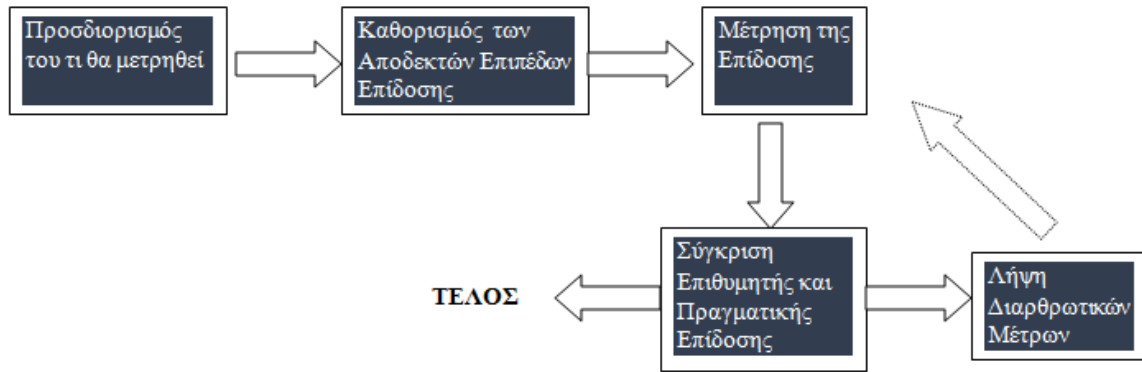 Προσδιορισμός
του τι θα μετρηθεί
Καθορισμός των
Αποδεκτών Επιπέδων
Επίδοσης
Μέτρηση της
Επίδοσης
Σύγκριση
Επιθυμητής και
Πραγματικής
Επίδοσης
ΤΕΛΟΣ
Λήψη
Διαρθρωτικών
Μέτρων